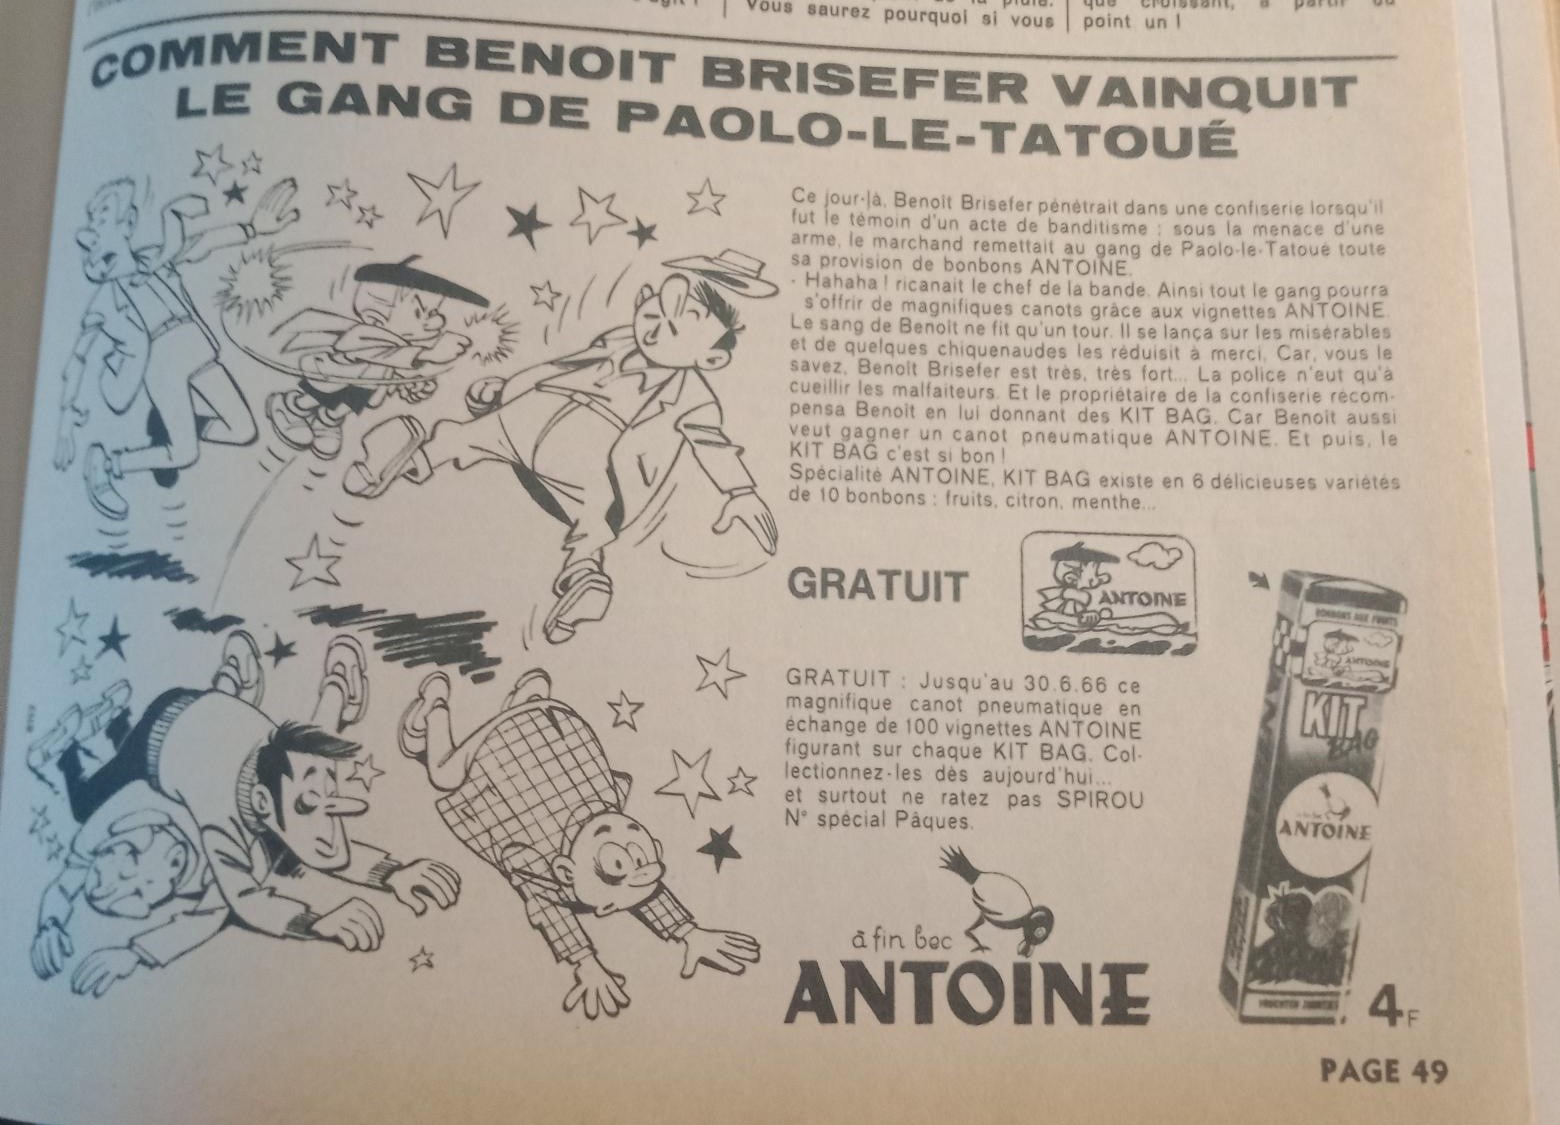 Vous saurez pourquoi si vous
que croissant, à partir du
point un !
COMMENT BENOIT BRISEFER VAINQUIT
LE GANG DE PAOLO-LE-TATOUÉ
Ce jour-là, Benoît Brisefer pénétrait dans une confiserie lorsqu'il
fut le témoin d'un acte de banditisme : sous la menace d'une
arme, le marchand remettait au gang de Paolo-le-Tatoué toute
sa provision de bonbons ANTOINE.
- Hahaha ! ricanait le chef de la bande. Ainsi tout le gang pourra
s'offrir de magnifiques canots grâce aux vignettes ANTOINE.
Le sang de Benoît ne fit qu'un tour. Il se lança sur les misérables
et de quelques chiquenaudes les réduisit à merci. Car, vous le
savez, Benoît Brisefer est très, très fort... La police n'eut qu'à
cueillir les malfaiteurs. Et le propriétaire de la confiserie récom-
pensa Benoît en lui donnant des KIT BAG. Car Benoît aussi
veut gagner un canot pneumatique ANTOINE. Et puis, le
KIT BAG c'est si bon !
Spécialité ANTOINE, KIT BAG existe en 6 délicieuses variétés
de 10 bonbons : fruits, citron, menthe...
GRATUIT
ANTOINE
GRATUIT : Jusqu'au 30.6.66 ce
magnifique canot pneumatique en
échange de 100 vignettes ANTOINE
figurant sur chaque KIT BAG. Col-
lectionnez-les dès aujourd'hui...
et surtout ne ratez pas SPIROU
N° spécial Pâques.
à fin bec
ANTOINE
BONBONS AUX FRUITS
ANTOINE
KIT
BAG
ANTOINE
4F
PAGE 49